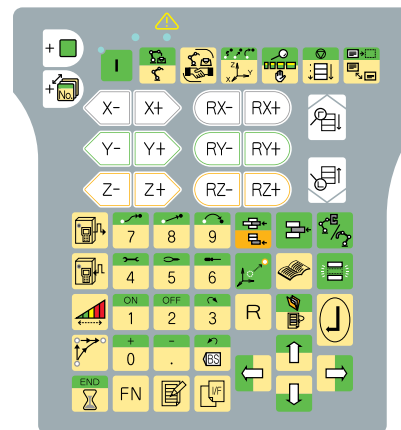 +
I
+ No.
Z
X Y
X- X+ RX- RX+
Y- Y+ RY- RY+
Z- Z+ RZ- RZ+
7 8 9
4 5 6
ON OFF
1 2 3 R
+ -
0 . BS
END
FN I/F